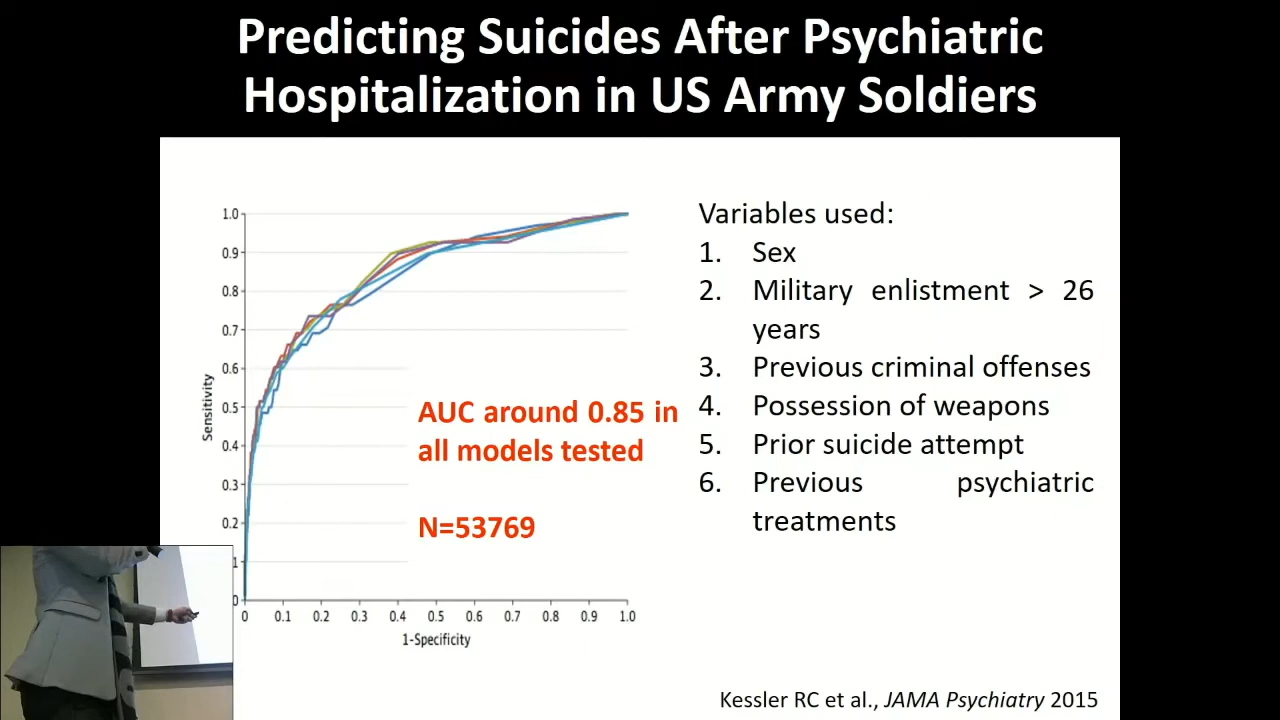 Predicting Suicides After Psychiatric
Hospitalization in US Army Soldiers
1.0
0.9
0.8
0.7
0.6
0.5
0.4
0.3
0.2
1
0
Sensitivity
0 0.1 0.2 0.3 0.4 0.5 0.6 0.7 0.8 0.9 1.0
1-Specificity
AUC around 0.85 in
all models tested
N=53769
Variables used:
1. Sex
2. Military enlistment > 26
years
3. Previous criminal offenses
4. Possession of weapons
5. Prior suicide attempt
6. Previous psychiatric
treatments
Kessler RC et al., JAMA Psychiatry 2015